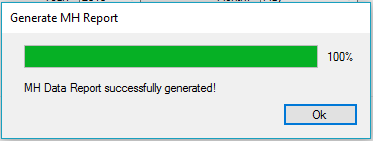 Generate MH Report
100%
MH Data Report successfully generated!
Ok